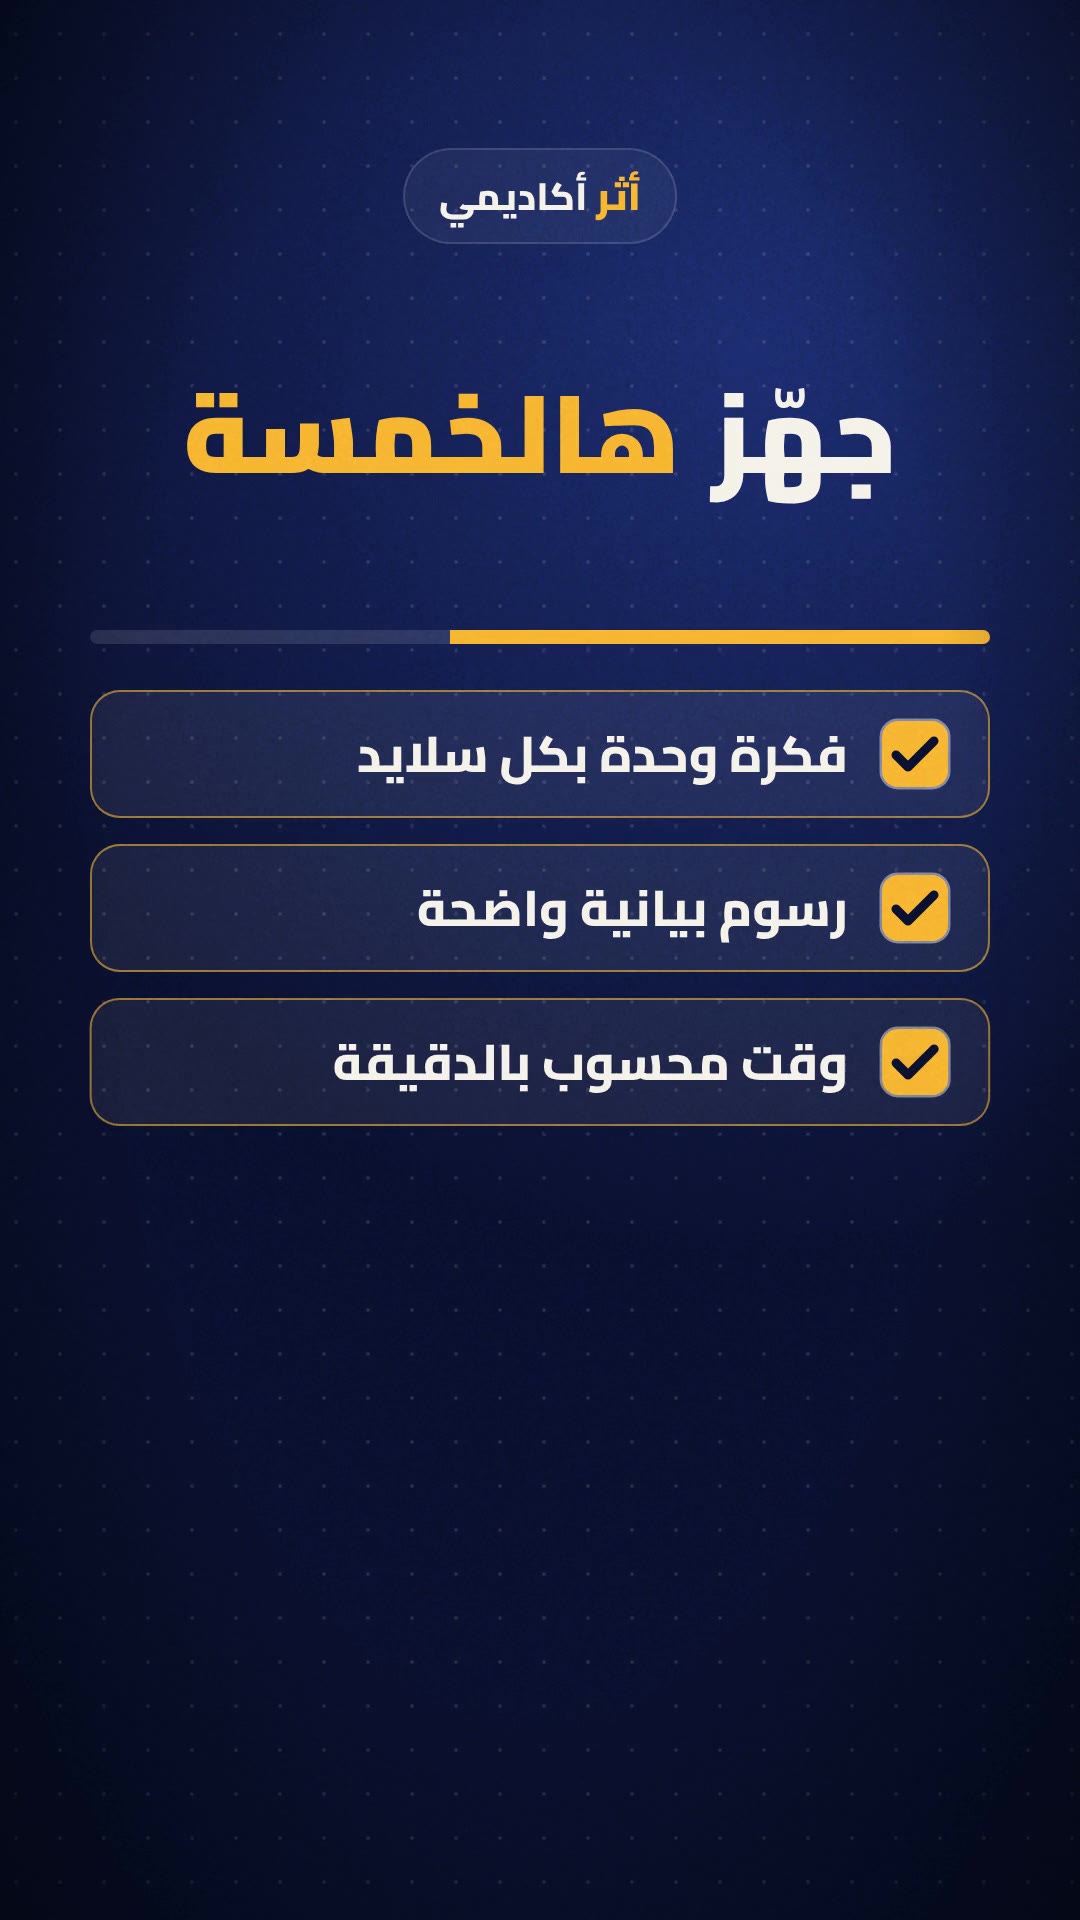 أثر أكاديمي
جهّز هالخمسة
فكرة وحدة بكل سلايد
رسوم بيانية واضحة
وقت محسوب بالدقيقة